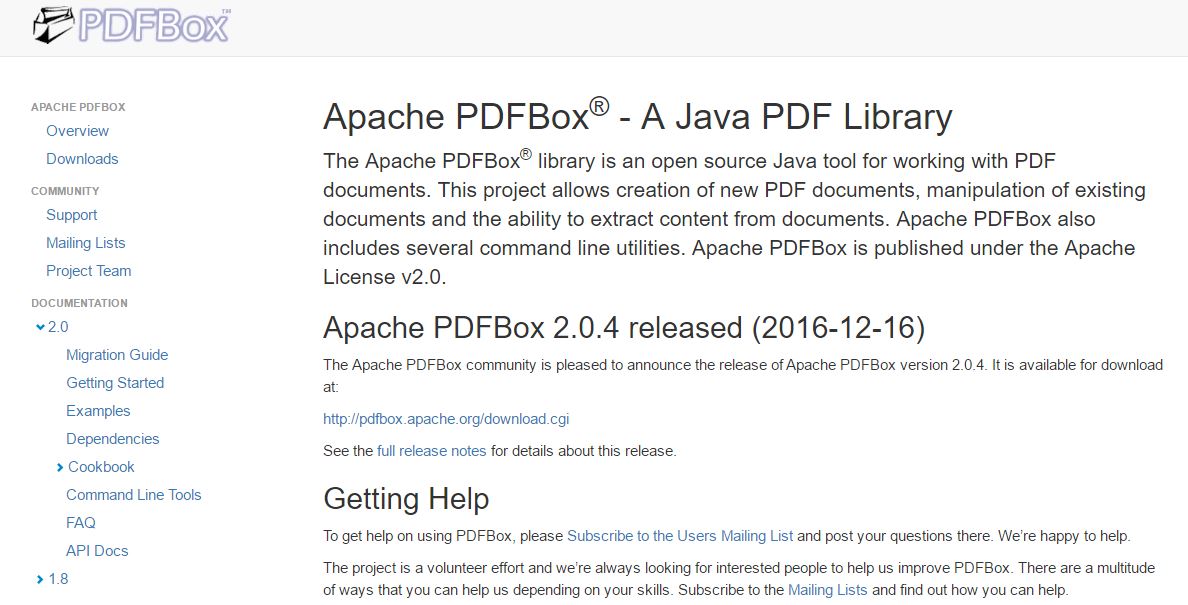 PDFBox™
APACHE PDFBOX
Overview
Downloads
COMMUNITY
Support
Mailing Lists
Project Team
DOCUMENTATION
2.0
Migration Guide
Getting Started
Examples
Dependencies
Cookbook
Command Line Tools
FAQ
API Docs
1.8
Apache PDFBox® - A Java PDF Library
The Apache PDFBox® library is an open source Java tool for working with PDF
documents. This project allows creation of new PDF documents, manipulation of existing
documents and the ability to extract content from documents. Apache PDFBox also
includes several command line utilities. Apache PDFBox is published under the Apache
License v2.0.
Apache PDFBox 2.0.4 released (2016-12-16)
The Apache PDFBox community is pleased to announce the release of Apache PDFBox version 2.0.4. It is available for download
at:
http://pdfbox.apache.org/download.cgi
See the full release notes for details about this release.
Getting Help
To get help on using PDFBox, please Subscribe to the Users Mailing List and post your questions there. We’re happy to help.
The project is a volunteer effort and we’re always looking for interested people to help us improve PDFBox. There are a multitude
of ways that you can help us depending on your skills. Subscribe to the Mailing Lists and find out how you can help.